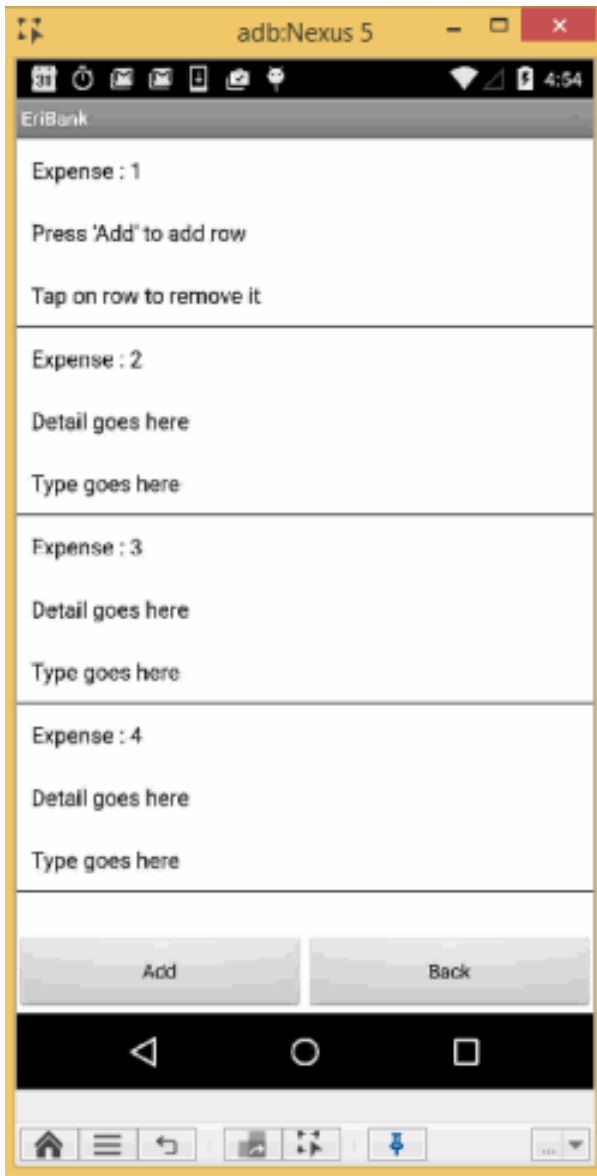 adb:Nexus 5
31
4:54
EriBank
Expense : 1
Press 'Add' to add row
Tap on row to remove it
Expense : 2
Detail goes here
Type goes here
Expense : 3
Detail goes here
Type goes here
Expense : 4
Detail goes here
Type goes here
Add
Back
...